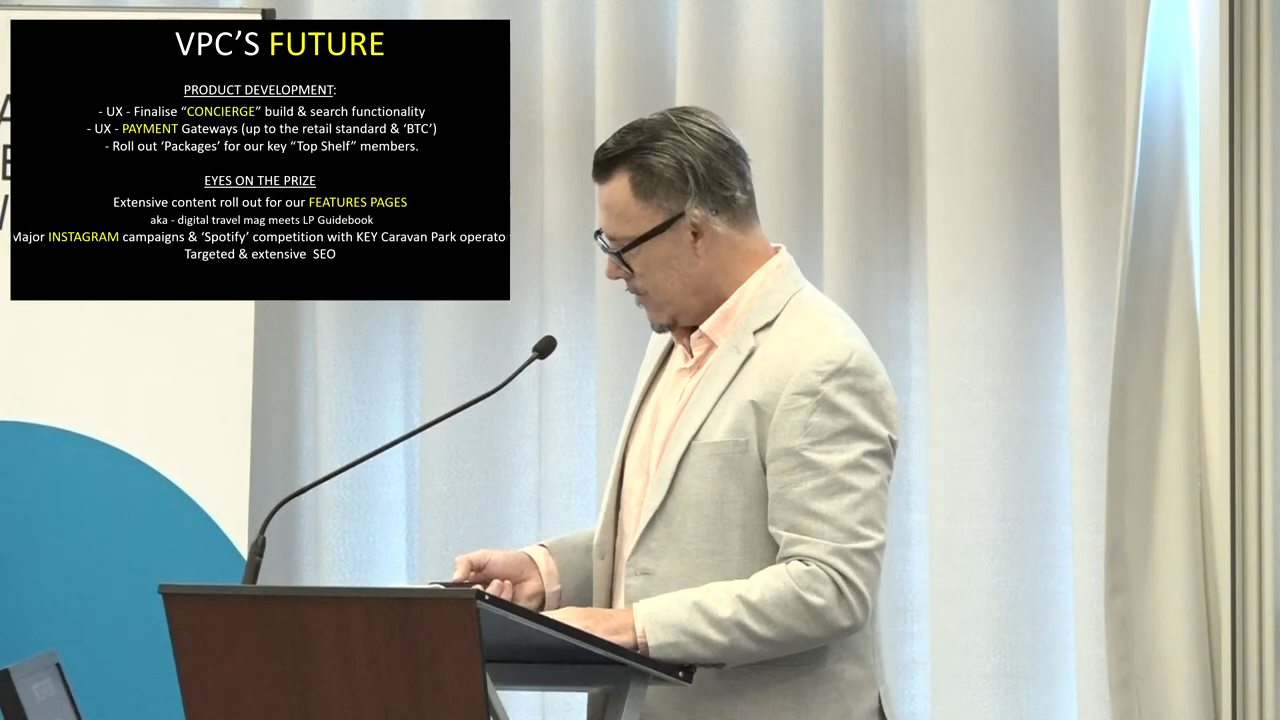 VPC'S FUTURE
PRODUCT DEVELOPMENT:
- UX - Finalise “CONCIERGE” build & search functionality
- UX - PAYMENT Gateways (up to the retail standard & ‘BTC’)
- Roll out ‘Packages’ for our key “Top Shelf” members.
EYES ON THE PRIZE
Extensive content roll out for our FEATURES PAGES
aka - digital travel mag meets LP Guidebook
Major INSTAGRAM campaigns & ‘Spotify’ competition with KEY Caravan Park operato
Targeted & extensive  SEO